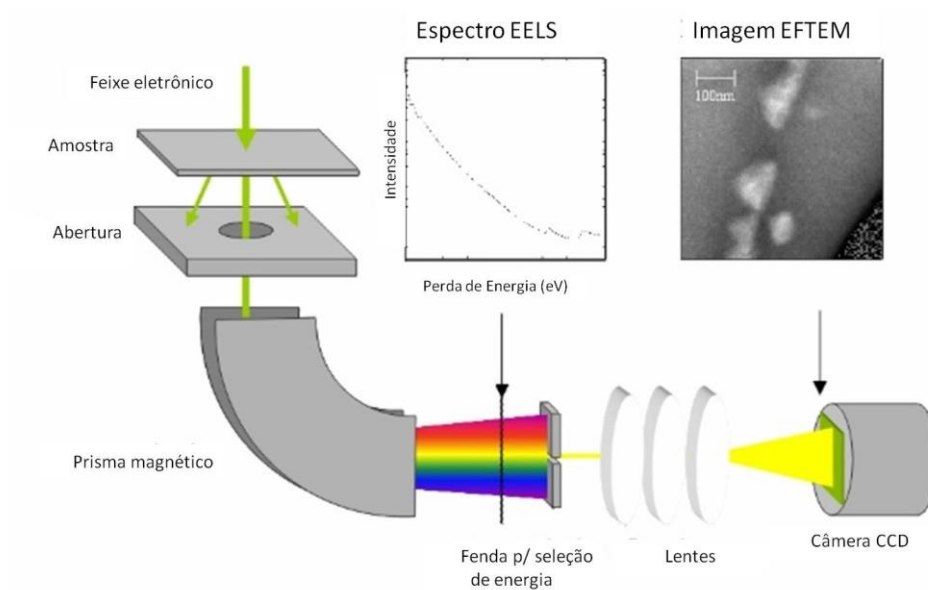 Espectro EELS
Imagem EFTEM
Feixe eletrônico
Amostra
Abertura
Intensidade
100nm
Perda de Energia (eV)
Prisma magnético
Fenda p/ seleção
de energia
Lentes
Câmera CCD